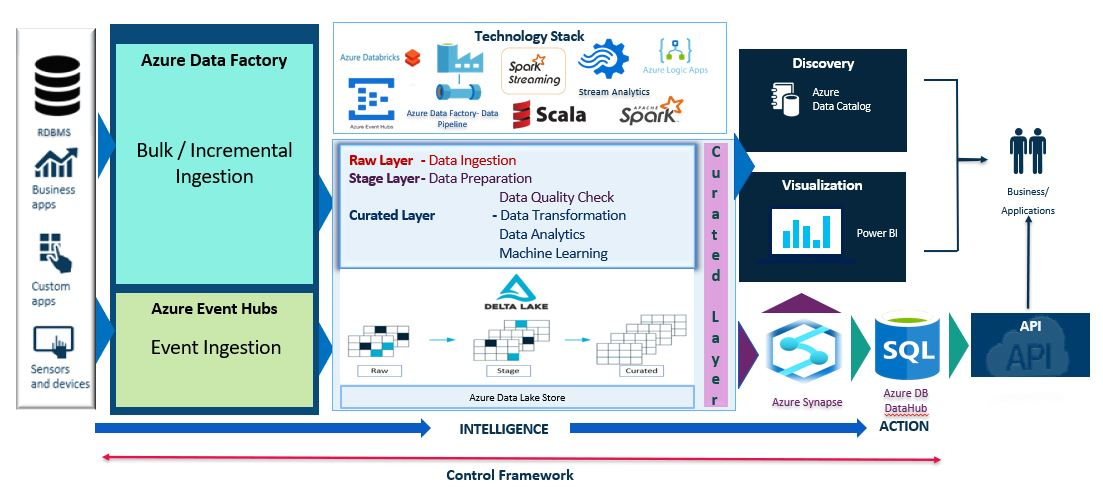 RDBMS
Business
apps
Custom
apps
Sensors
and devices
Azure Data Factory
Bulk / Incremental
Ingestion
Azure Event Hubs
Event Ingestion
Technology Stack
Azure Databricks
Azure Event Hubs
Azure Data Factory- Data
Pipeline
Spark
Streaming
Stream Analytics
Azure Logic Apps
Scala
APACHE
Spark
Raw Layer - Data Ingestion
Stage Layer- Data Preparation
Data Quality Check
Curated Layer - Data Transformation
Data Analytics
Machine Learning
DELTA LAKE
Raw
Stage
Curated
Azure Data Lake Store
Curated Layer
Discovery
Azure
Data Catalog
Visualization
Power BI
Business/
Applications
Azure Synapse
SQL
Azure DB
DataHub
API
API
INTELLIGENCE
ACTION
Control Framework